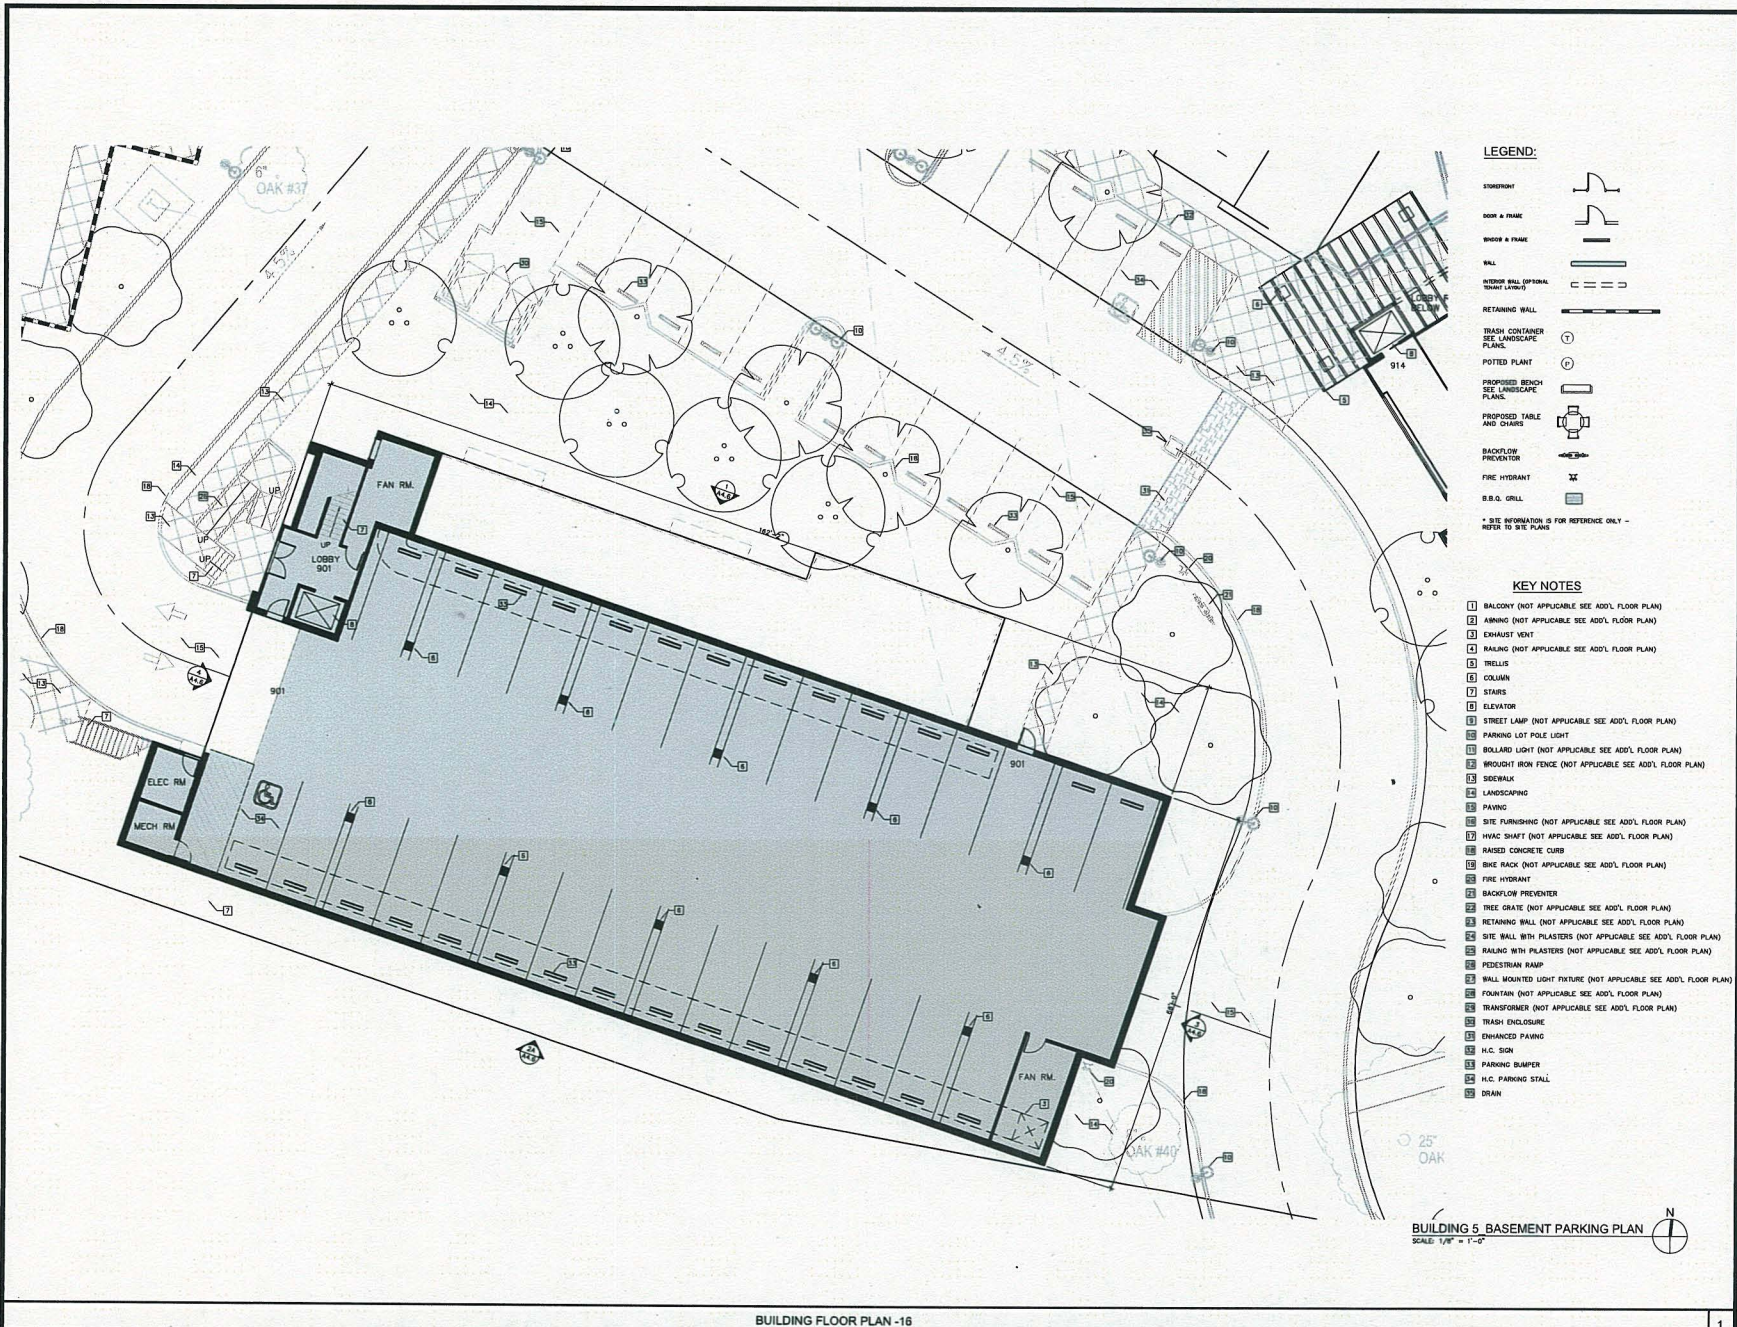 LEGEND:
STOREFRONT
DOOR & FRAME
WINDOW & FRAME
WALL
INTERIOR WALL (OPTIONAL
TENANT LAYOUT)
RETAINING WALL
TRASH CONTAINER
SEE LANDSCAPE
PLANS.
T
POTTED PLANT
P
PROPOSED BENCH
SEE LANDSCAPE
PLANS.
PROPOSED TABLE
AND CHAIRS
BACKFLOW
PREVENTOR
FIRE HYDRANT
B.B.Q. GRILL
* SITE INFORMATION IS FOR REFERENCE ONLY –
REFER TO SITE PLANS
KEY NOTES
1 BALCONY (NOT APPLICABLE SEE ADD'L FLOOR PLAN)
2 AWNING (NOT APPLICABLE SEE ADD'L FLOOR PLAN)
3 EXHAUST VENT
4 RAILING (NOT APPLICABLE SEE ADD'L FLOOR PLAN)
5 TRELLIS
6 COLUMN
7 STAIRS
8 ELEVATOR
9 STREET LAMP (NOT APPLICABLE SEE ADD'L FLOOR PLAN)
10 PARKING LOT POLE LIGHT
11 BOLLARD LIGHT (NOT APPLICABLE SEE ADD'L FLOOR PLAN)
12 WROUGHT IRON FENCE (NOT APPLICABLE SEE ADD'L FLOOR PLAN)
13 SIDEWALK
14 LANDSCAPING
15 PAVING
16 SITE FURNISHING (NOT APPLICABLE SEE ADD'L FLOOR PLAN)
17 HVAC SHAFT (NOT APPLICABLE SEE ADD'L FLOOR PLAN)
18 RAISED CONCRETE CURB
19 BIKE RACK (NOT APPLICABLE SEE ADD'L FLOOR PLAN)
20 FIRE HYDRANT
21 BACKFLOW PREVENTER
22 TREE GRATE (NOT APPLICABLE SEE ADD'L FLOOR PLAN)
23 RETAINING WALL (NOT APPLICABLE SEE ADD'L FLOOR PLAN)
24 SITE WALL WITH PILASTERS (NOT APPLICABLE SEE ADD'L FLOOR PLAN)
25 RAILING WITH PILASTERS (NOT APPLICABLE SEE ADD'L FLOOR PLAN)
26 PEDESTRIAN RAMP
27 WALL MOUNTED LIGHT FIXTURE (NOT APPLICABLE SEE ADD'L FLOOR PLAN)
28 FOUNTAIN (NOT APPLICABLE SEE ADD'L FLOOR PLAN)
29 TRANSFORMER (NOT APPLICABLE SEE ADD'L FLOOR PLAN)
30 TRASH ENCLOSURE
31 ENHANCED PAVING
32 H.C. SIGN
33 PARKING BUMPER
34 H.C. PARKING STALL
35 DRAIN
6"
OAK #37
4.5%
4.5%
LOBBY
BELOW
914
FAN RM.
UP
UP
UP
UP
LOBBY
901
162'-2"
901
901
ELEC RM
MECH RM
FAN RM.
68'-0"
OAK #40
25"
OAK
BUILDING 5_BASEMENT PARKING PLAN
SCALE: 1/8" = 1'-0"
N
BUILDING FLOOR PLAN -16
1